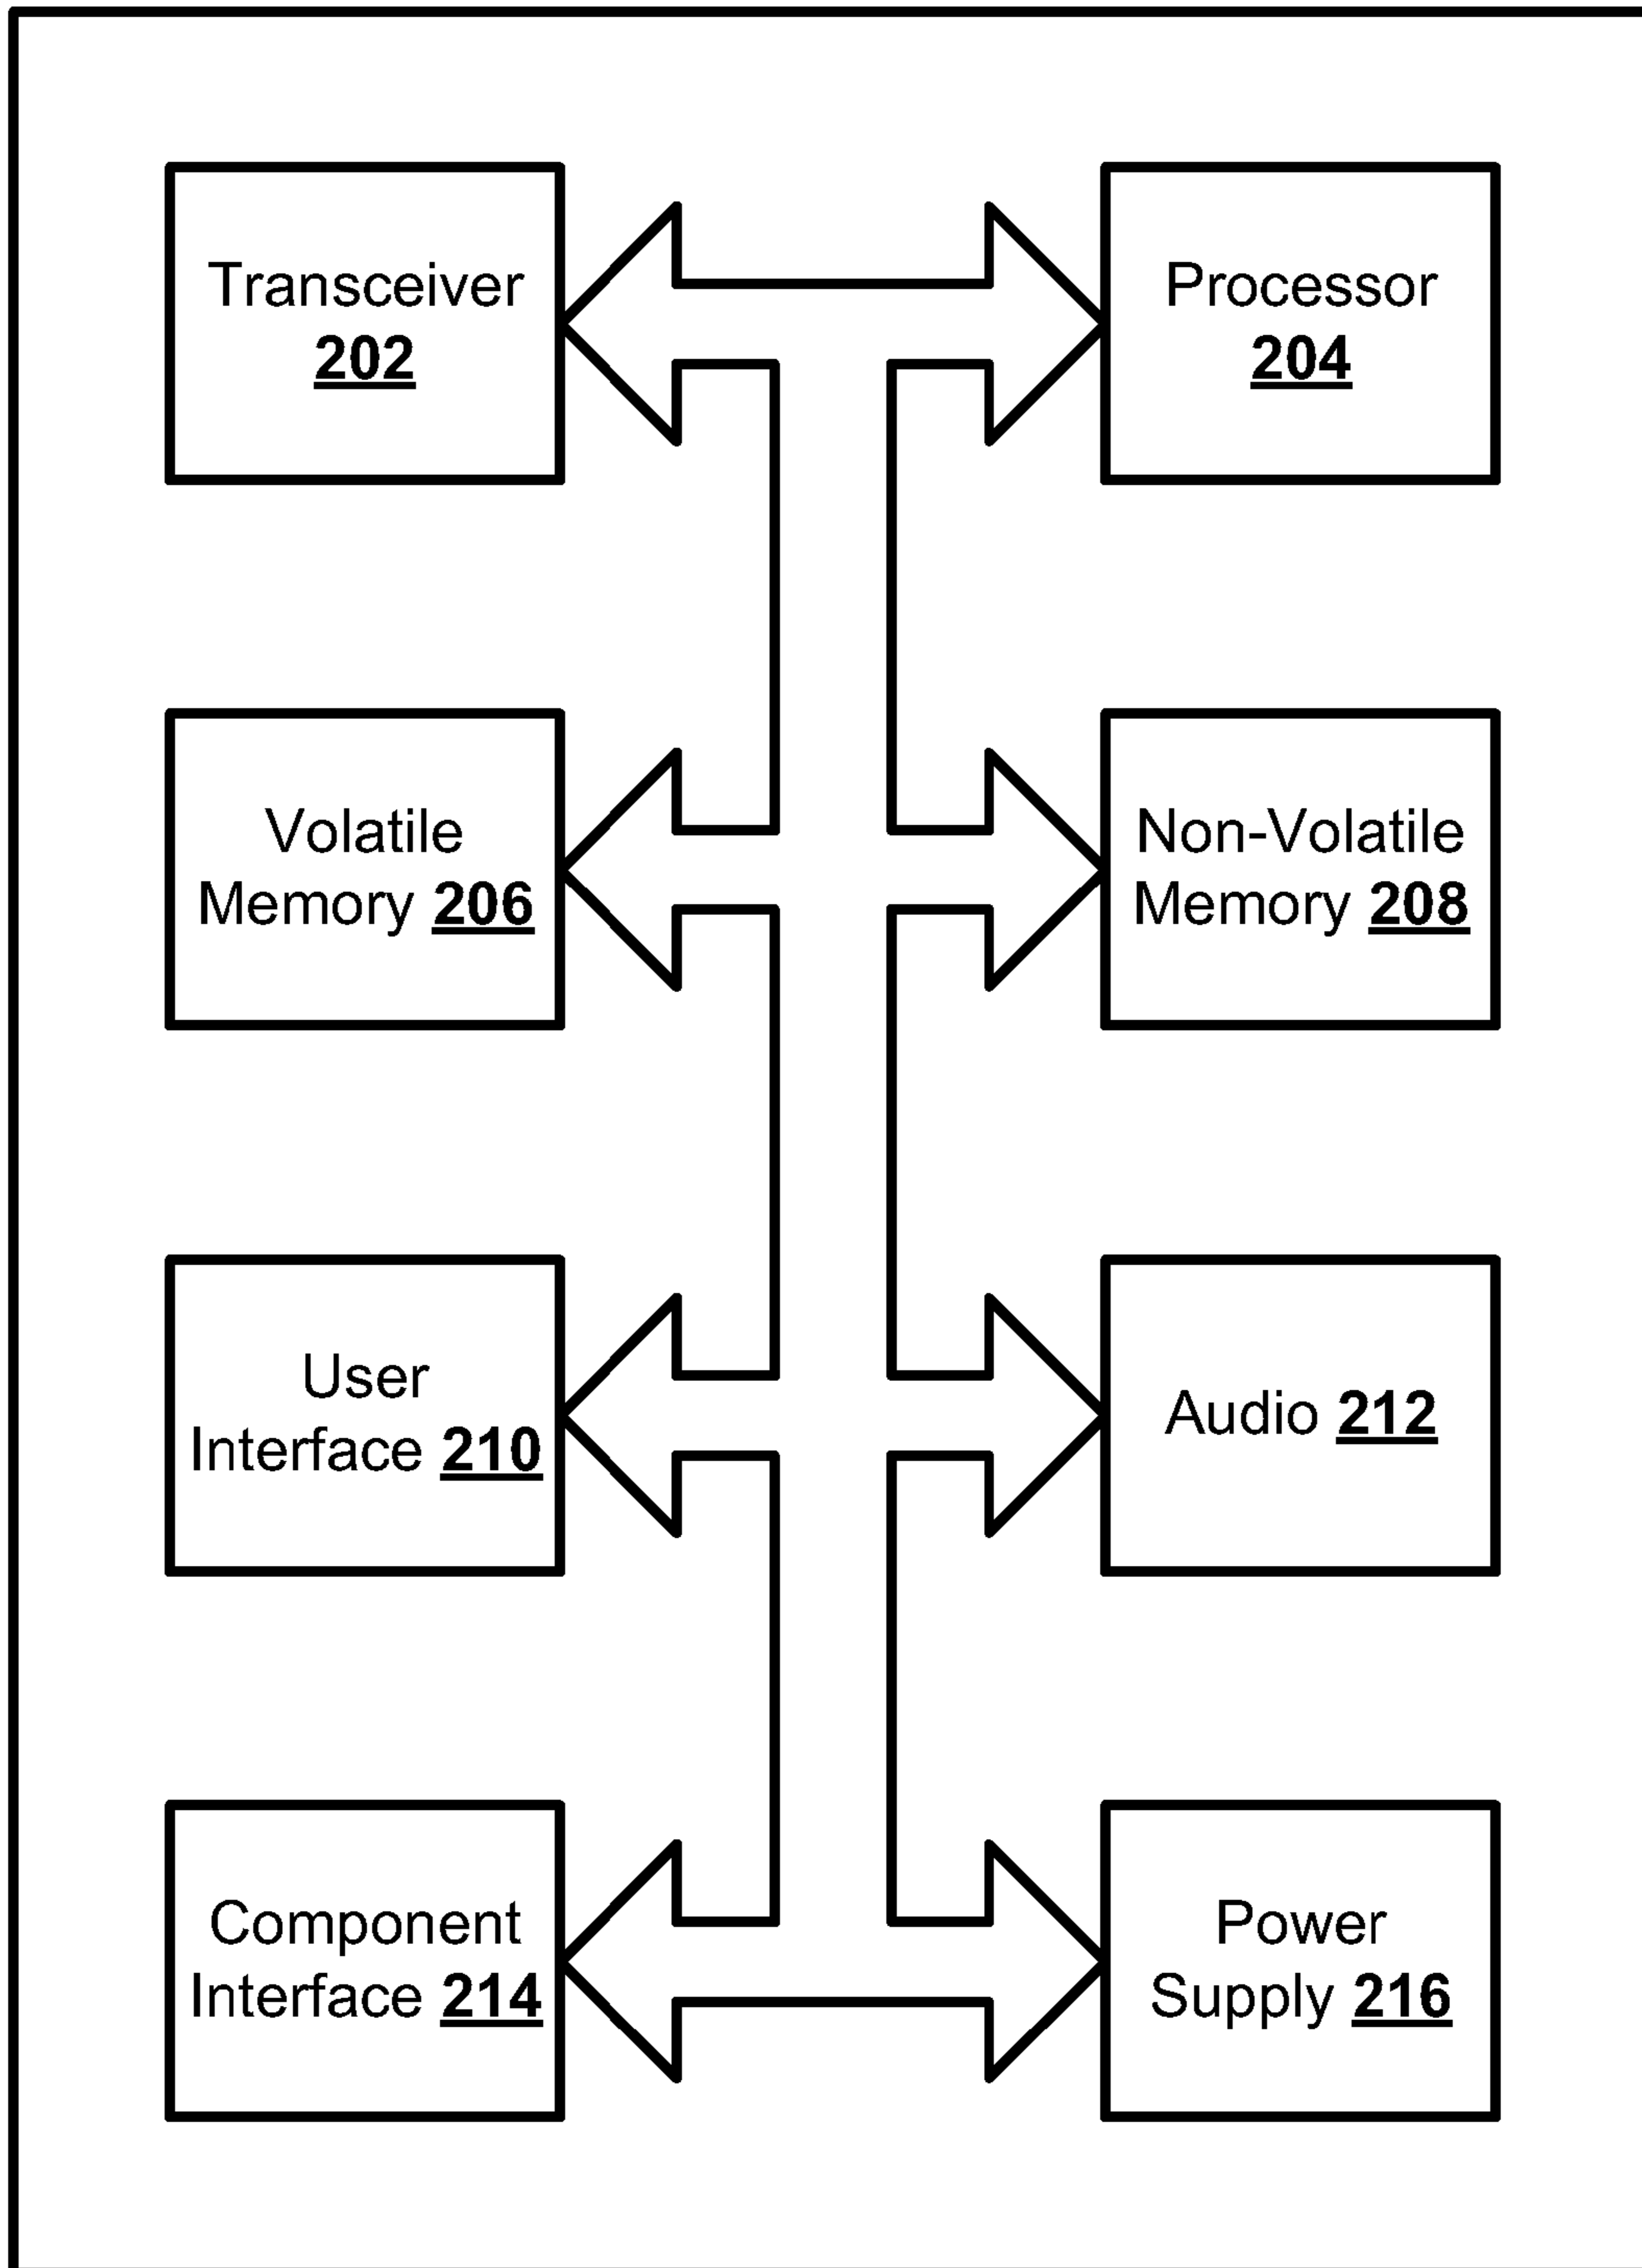 Transceiver
202
Processor
204
Volatile
Memory 206
Non-Volatile
Memory 208
User
Interface 210
Audio 212
Component
Interface 214
Power
Supply 216